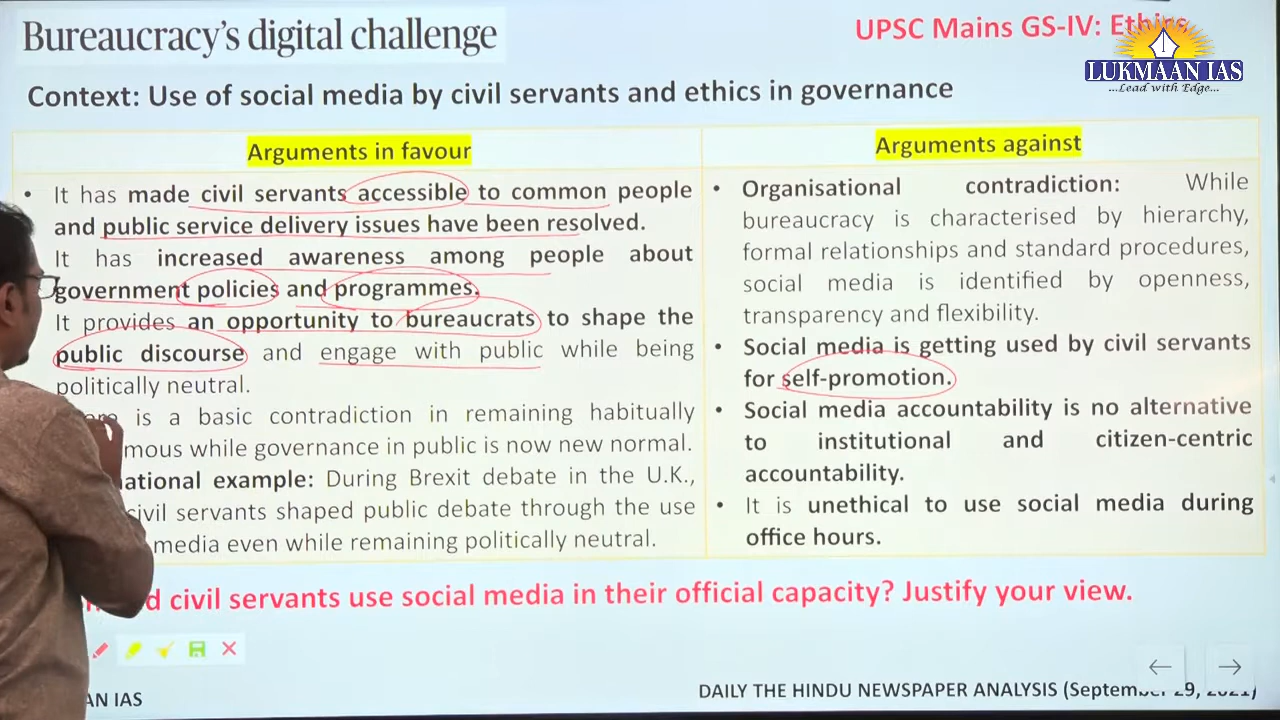 Bureaucracy's digital challenge
UPSC Mains GS-IV: Ethics
LUKMAAN IAS
...Lead with Edge...
Context: Use of social media by civil servants and ethics in governance
Arguments in favour
• It has made civil servants accessible to common people
and public service delivery issues have been resolved.
It has increased awareness among people about
government policies and programmes.
It provides an opportunity to bureaucrats to shape the
public discourse and engage with public while being
politically neutral.
is a basic contradiction in remaining habitually
while governance in public is now new normal.
example: During Brexit debate in the U.K.,
civil servants shaped public debate through the use
media even while remaining politically neutral.
Arguments against
• Organisational contradiction: While
bureaucracy is characterised by hierarchy,
formal relationships and standard procedures,
social media is identified by openness,
transparency and flexibility.
• Social media is getting used by civil servants
for self-promotion.
• Social media accountability is no alternative
to institutional and citizen-centric
accountability.
• It is unethical to use social media during
office hours.
civil servants use social media in their official capacity? Justify your view.
IAS
DAILY THE HINDU NEWSPAPER ANALYSIS (September 29, 2021)